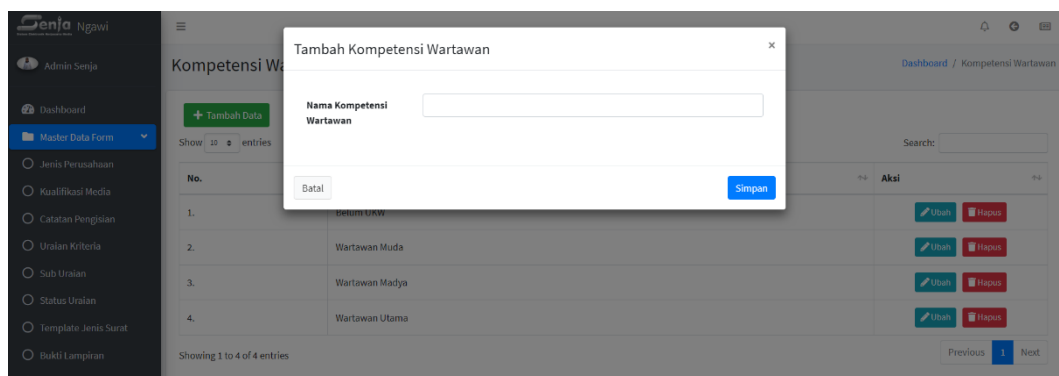 Senja Ngawi
Admin Senja
Dashboard
Master Data Form
Jenis Perusahaan
Kualifikasi Media
Catatan Pengisian
Uraian Kriteria
Sub Uraian
Status Uraian
Template Jenis Surat
Bukti Lampiran
Kompetensi Wa
Dashboard / Kompetensi Wartawan
Tambah Kompetensi Wartawan ×
Nama Kompetensi
Wartawan
Batal Simpan
+ Tambah Data
Show 10 entries Search:
No. Aksi
1. Belum UKW Ubah Hapus
2. Wartawan Muda Ubah Hapus
3. Wartawan Madya Ubah Hapus
4. Wartawan Utama Ubah Hapus
Showing 1 to 4 of 4 entries Previous 1 Next